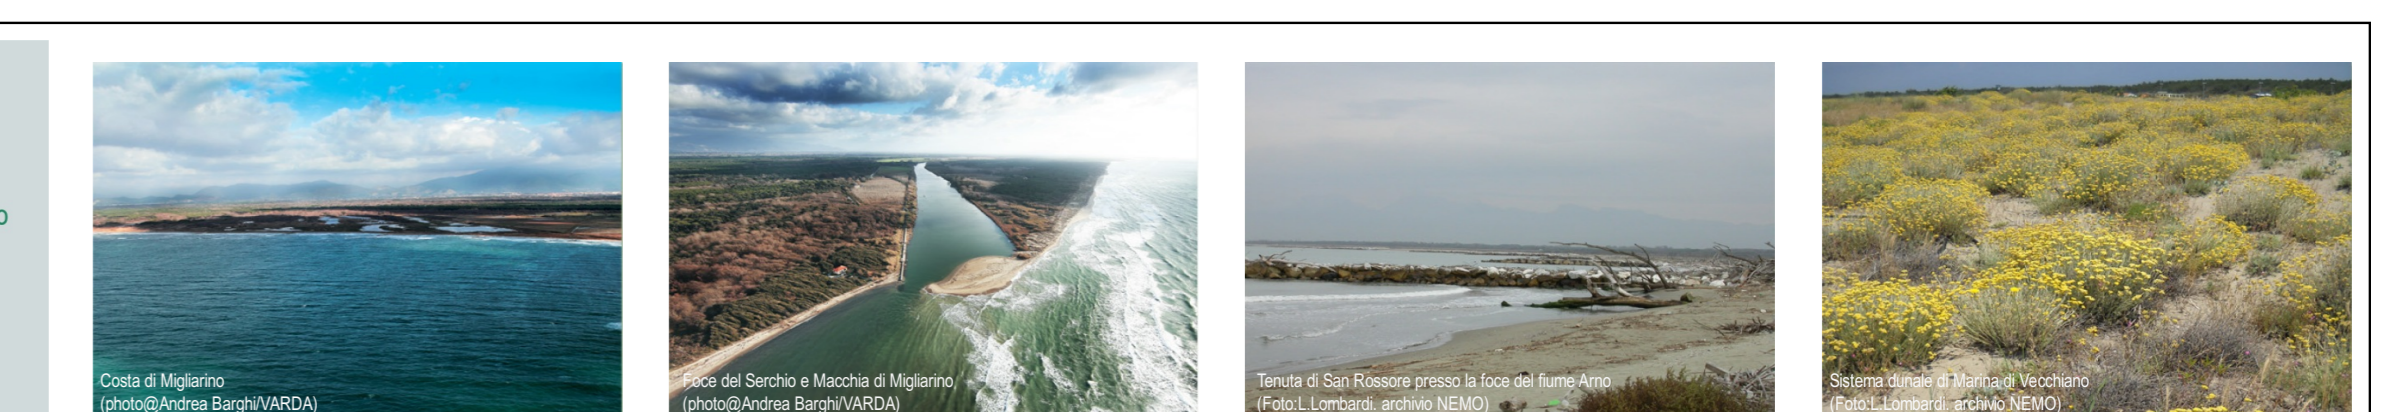 o
Costa di Migliarino
(photo@Andrea Barghi/VARDA)
Foce del Serchio e Macchia di Migliarino
(photo@Andrea Barghi/VARDA)
Tenuta di San Rossore presso la foce del fiume Arno
(Foto:L.Lombardi. archivio NEMO)
Sistema dunale di Marina di Vecchiano
(Foto:L.Lombardi. archivio NEMO)